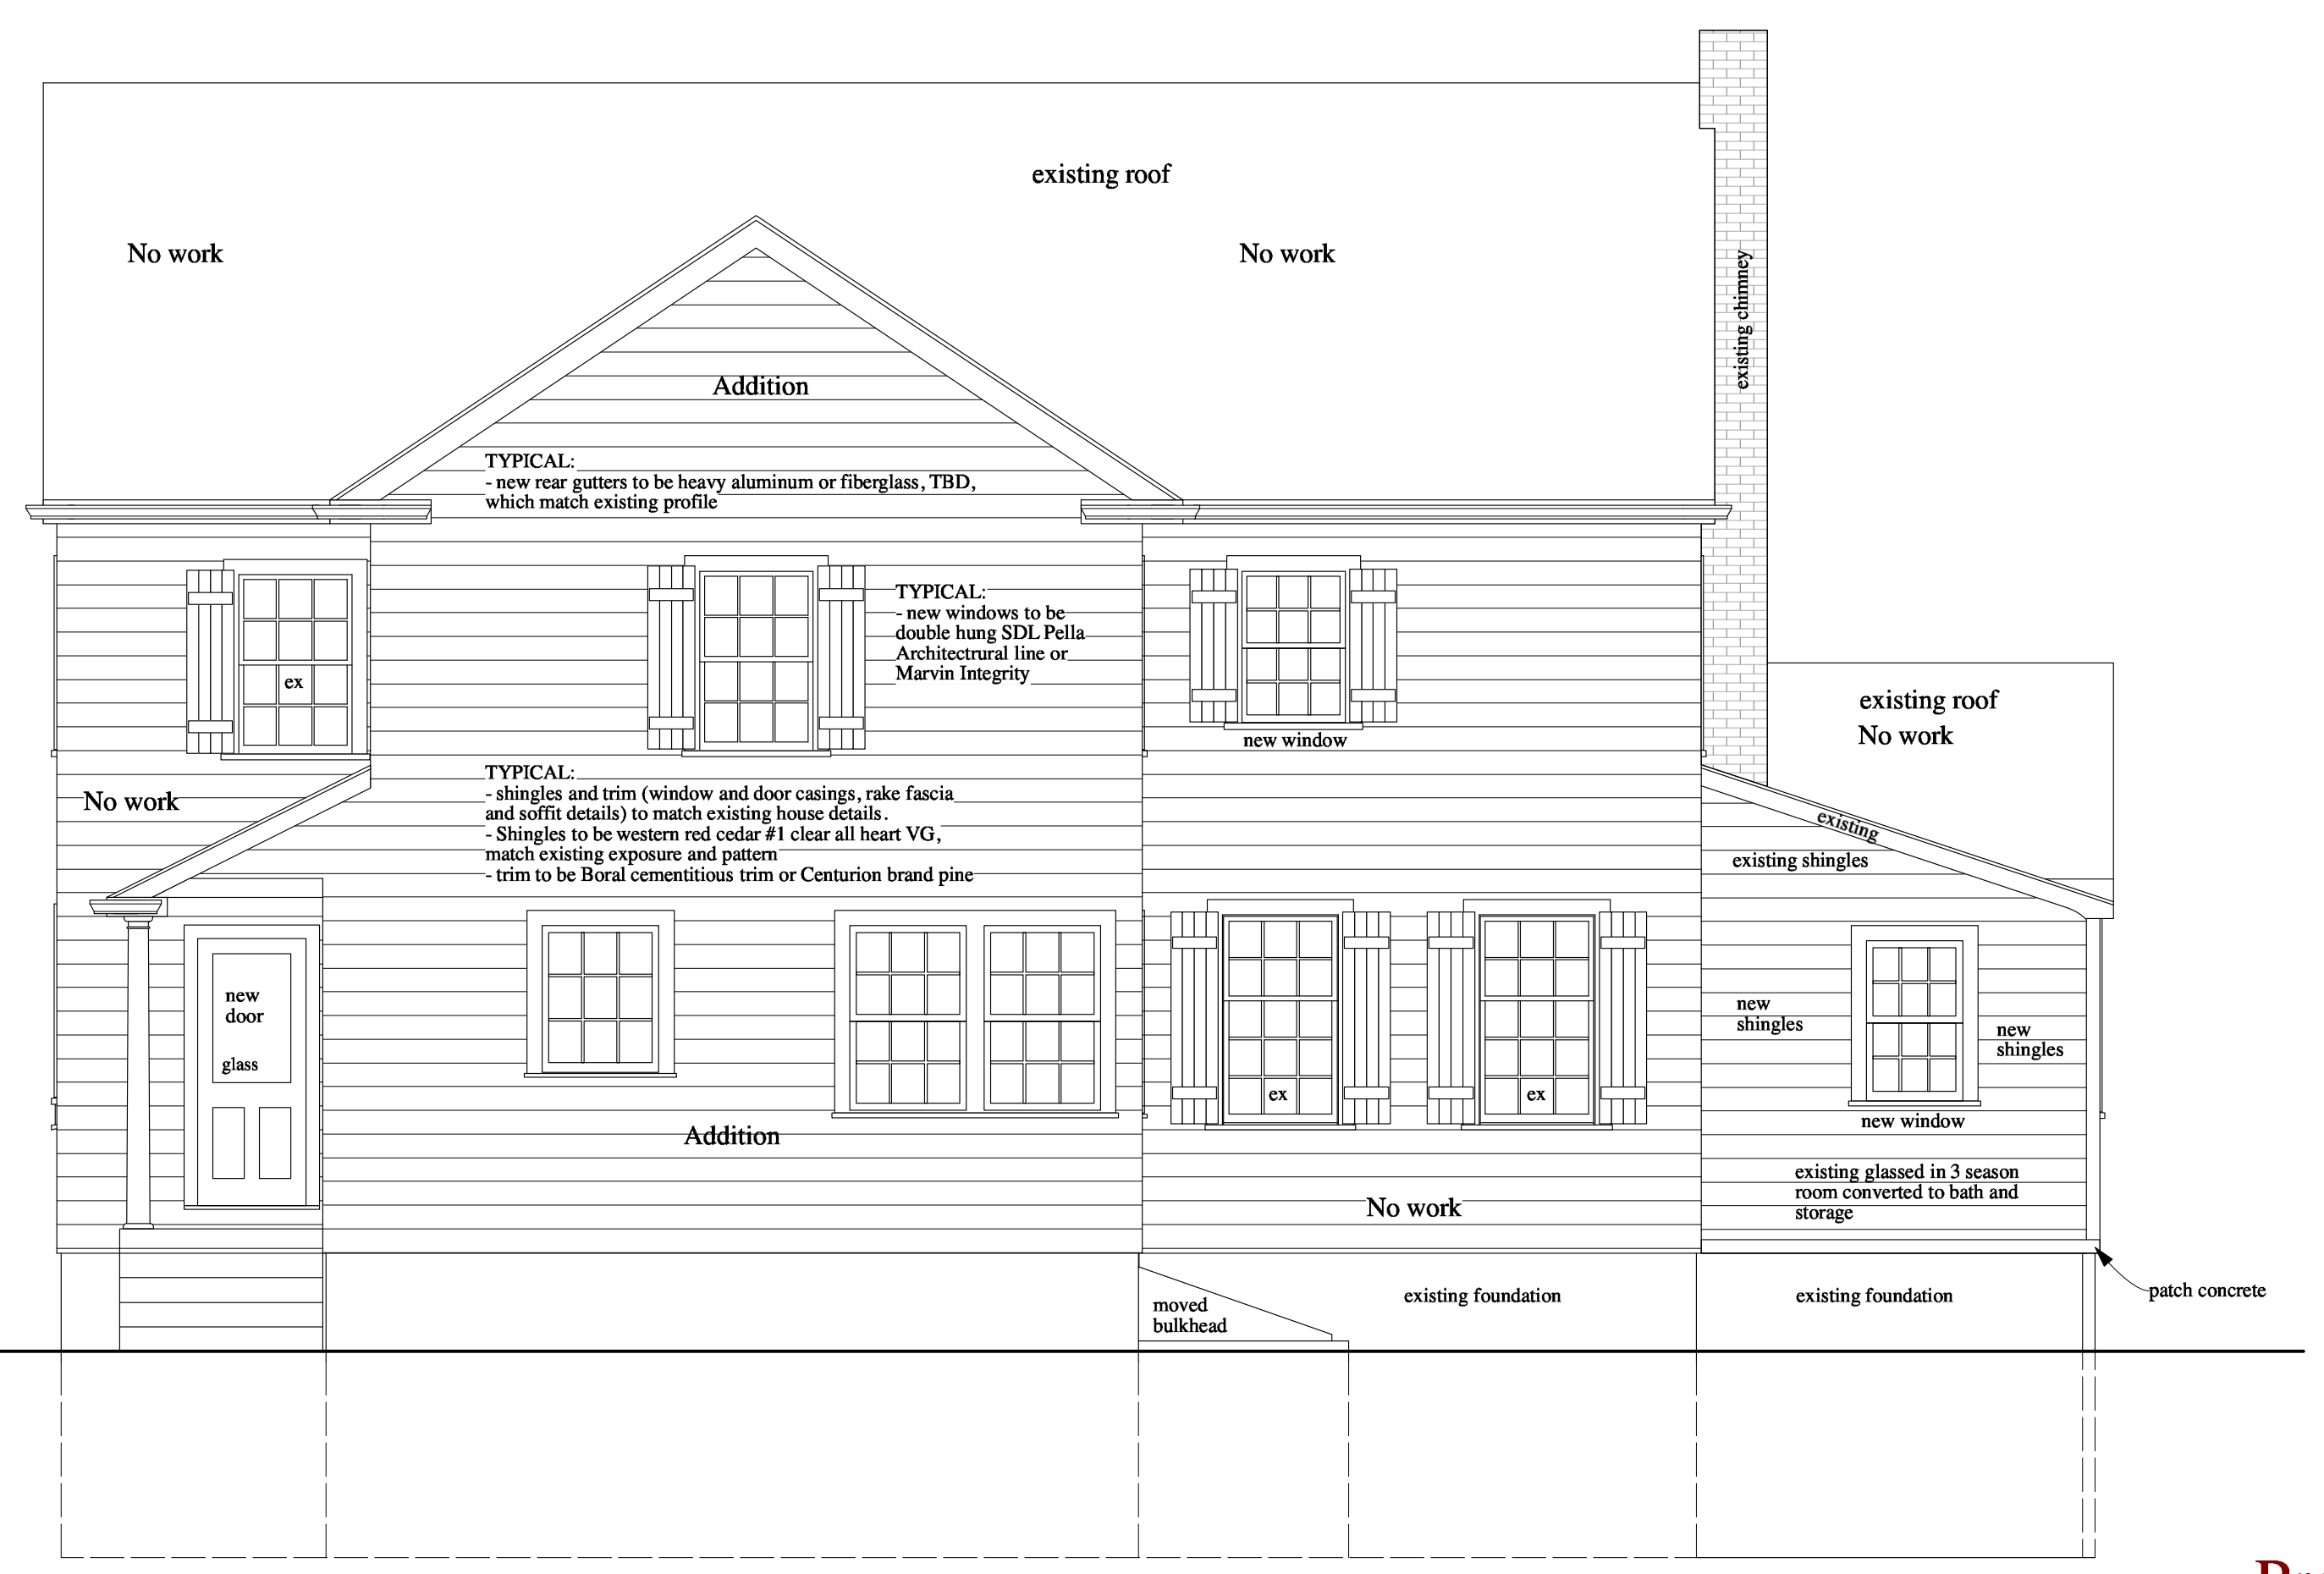 existing roof
No work
No work
existing chimney
Addition
TYPICAL:
- new rear gutters to be heavy aluminum or fiberglass, TBD,
which match existing profile
TYPICAL:
- new windows to be
double hung SDL Pella
Architectrural line or
Marvin Integrity
ex
new window
existing roof
No work
No work
TYPICAL:
- shingles and trim (window and door casings, rake fascia
and soffit details) to match existing house details.
- Shingles to be western red cedar #1 clear all heart VG,
match existing exposure and pattern
- trim to be Boral cementitious trim or Centurion brand pine
existing
existing shingles
new
door
glass
new
shingles
new
shingles
ex
ex
new window
Addition
No work
existing glassed in 3 season
room converted to bath and
storage
moved
bulkhead
existing foundation
existing foundation
patch concrete